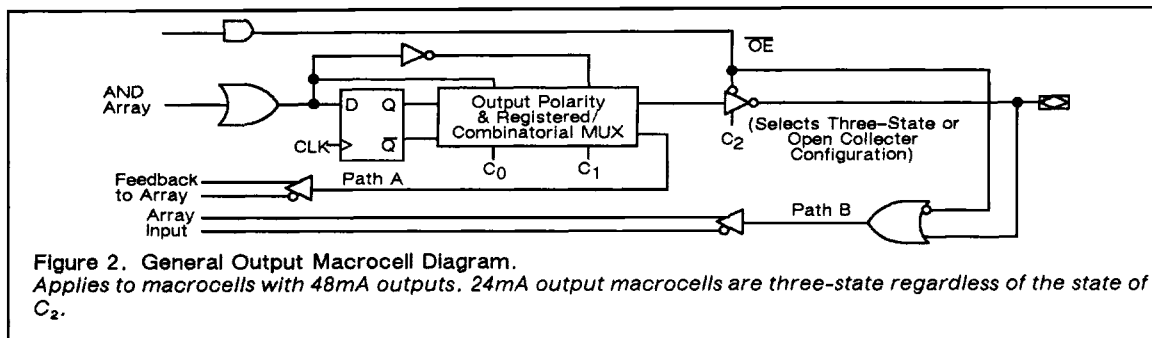 OE
AND
Array
D Q
Q
CLK
Output Polarity
& Registered/
Combinatorial MUX
C0 C1
C2
(Selects Three-State or
Open Collecter
Configuration)
Path A
Feedback
to Array
Array
Input
Path B
Figure 2. General Output Macrocell Diagram.
Applies to macrocells with 48mA outputs. 24mA output macrocells are three-state regardless of the state of
C₂.